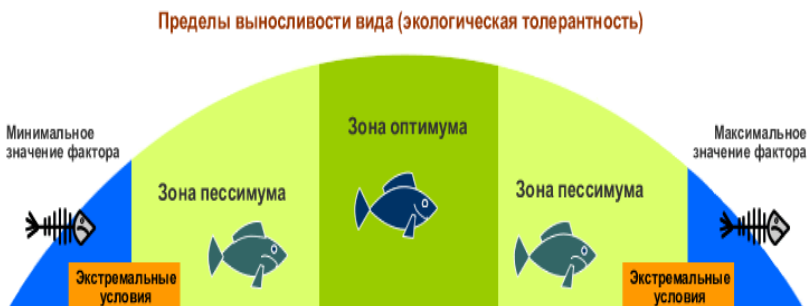 Пределы выносливости вида (экологическая толерантность)
Минимальное
значение фактора
Зона пессимума
Зона оптимума
Зона пессимума
Максимальное
значение фактора
Экстремальные
условия
Экстремальные
условия